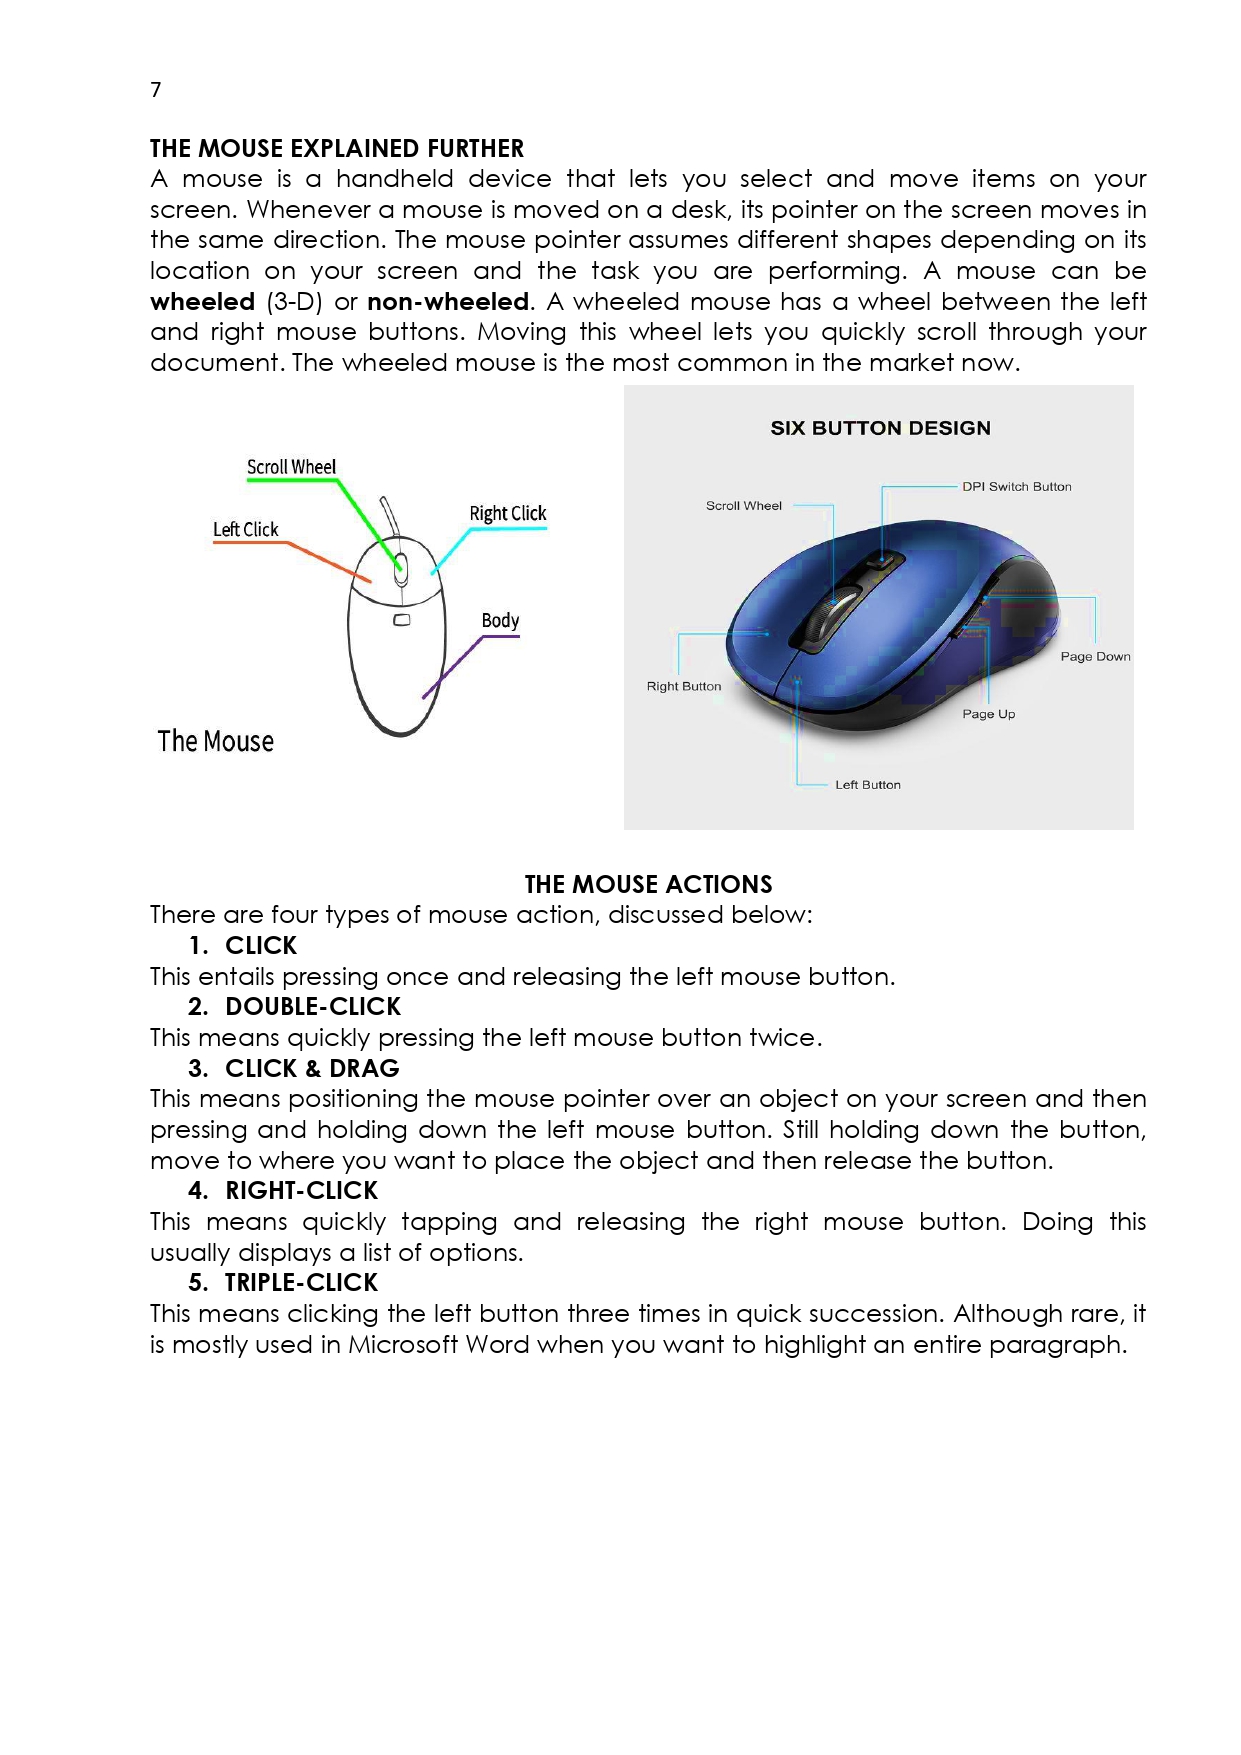 7
THE MOUSE EXPLAINED FURTHER
A mouse is a handheld device that lets you select and move items on your
screen. Whenever a mouse is moved on a desk, its pointer on the screen moves in
the same direction. The mouse pointer assumes different shapes depending on its
location on your screen and the task you are performing. A mouse can be
wheeled (3-D) or non-wheeled. A wheeled mouse has a wheel between the left
and right mouse buttons. Moving this wheel lets you quickly scroll through your
document. The wheeled mouse is the most common in the market now.
Scroll Wheel
Left Click
Right Click
Body
The Mouse
SIX BUTTON DESIGN
DPI Switch Button
Scroll Wheel
Page Down
Right Button
Page Up
Left Button
THE MOUSE ACTIONS
There are four types of mouse action, discussed below:
1. CLICK
This entails pressing once and releasing the left mouse button.
2. DOUBLE-CLICK
This means quickly pressing the left mouse button twice.
3. CLICK & DRAG
This means positioning the mouse pointer over an object on your screen and then
pressing and holding down the left mouse button. Still holding down the button,
move to where you want to place the object and then release the button.
4. RIGHT-CLICK
This means quickly tapping and releasing the right mouse button. Doing this
usually displays a list of options.
5. TRIPLE-CLICK
This means clicking the left button three times in quick succession. Although rare, it
is mostly used in Microsoft Word when you want to highlight an entire paragraph.